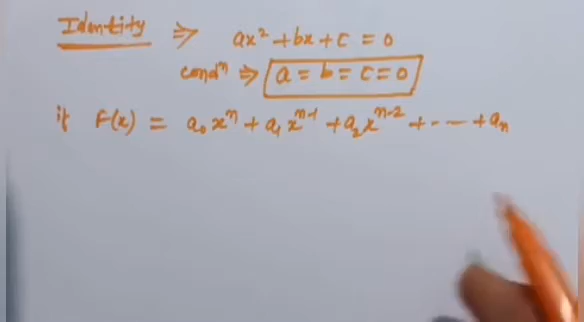 Identity ⇒ ax² + bx + c = 0
condⁿ ⇒ a = b = c = 0
if F(x) = a₀xⁿ + a₁xⁿ⁻¹ + a₂xⁿ⁻² + - - - + aₙ